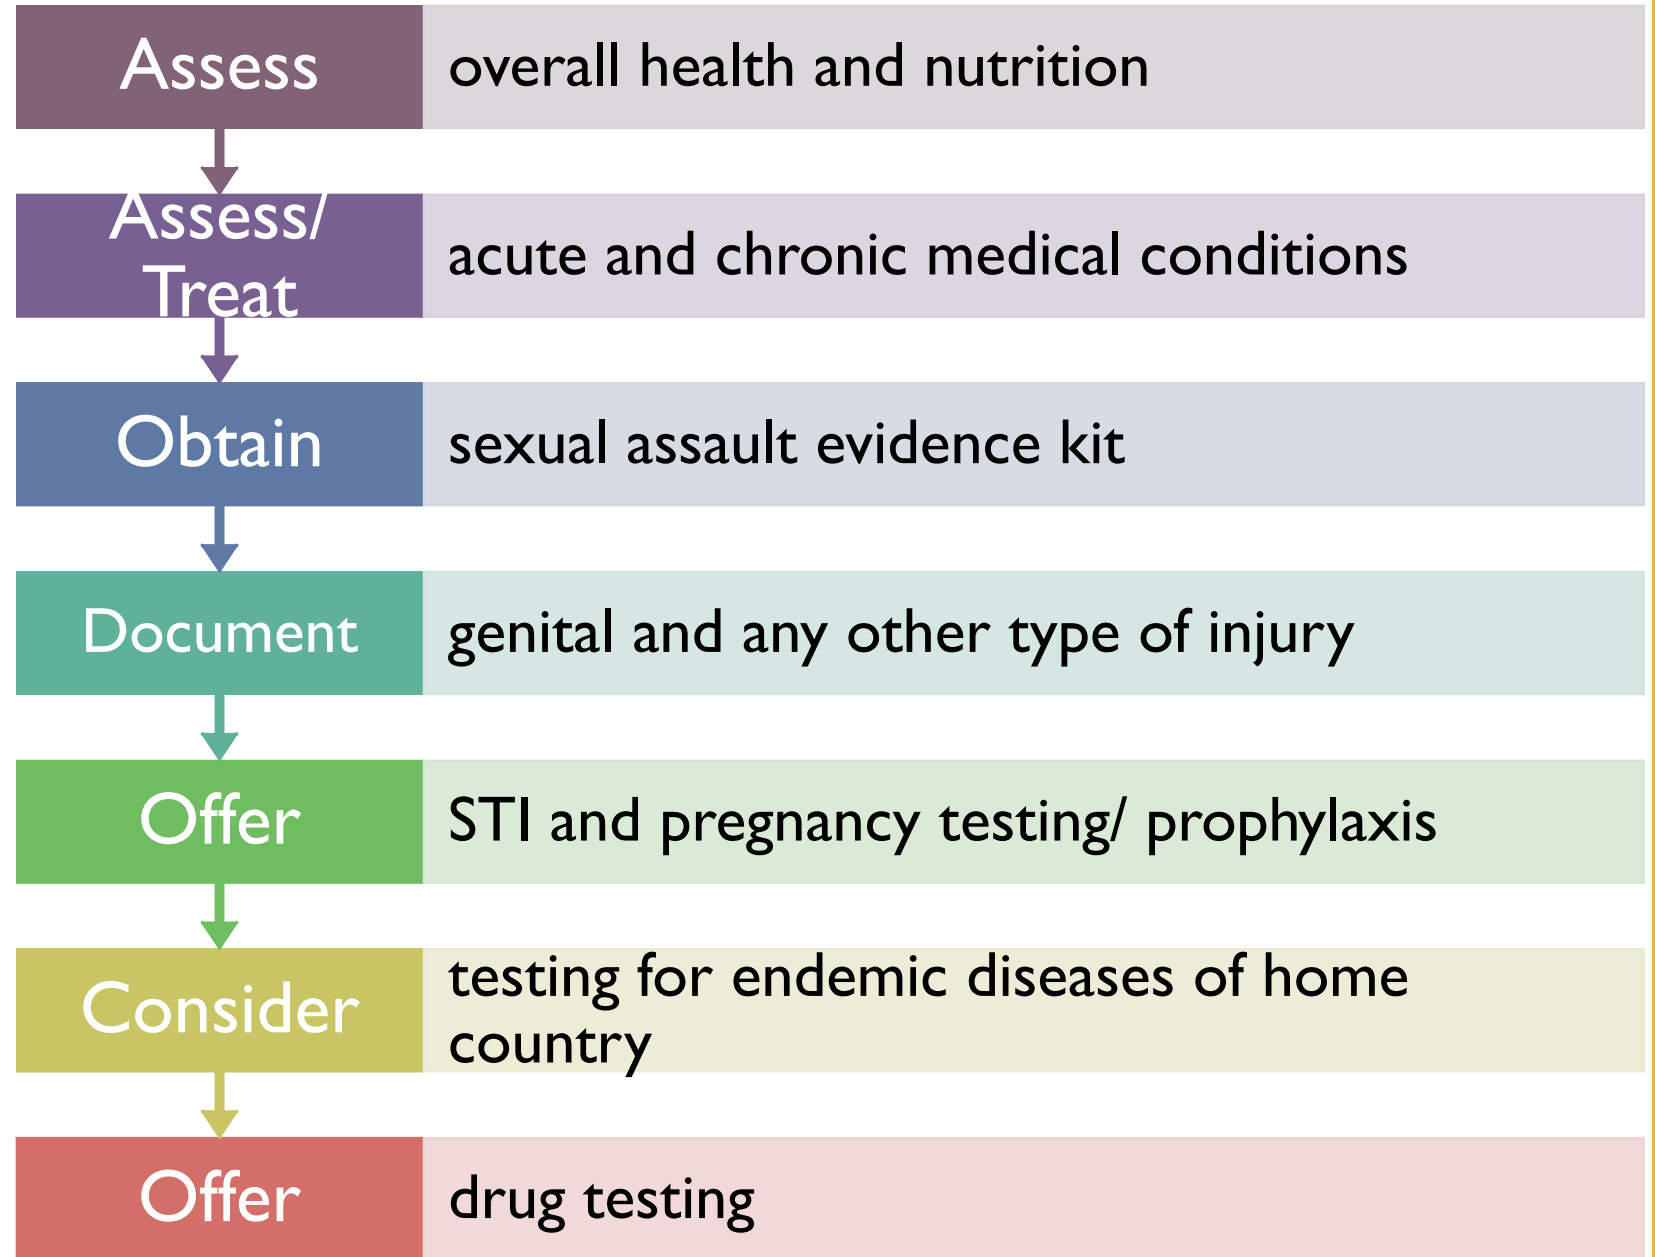 Assess
overall health and nutrition
Assess/
Treat
acute and chronic medical conditions
Obtain
sexual assault evidence kit
Document
genital and any other type of injury
Offer
STI and pregnancy testing/ prophylaxis
Consider
testing for endemic diseases of home
country
Offer
drug testing